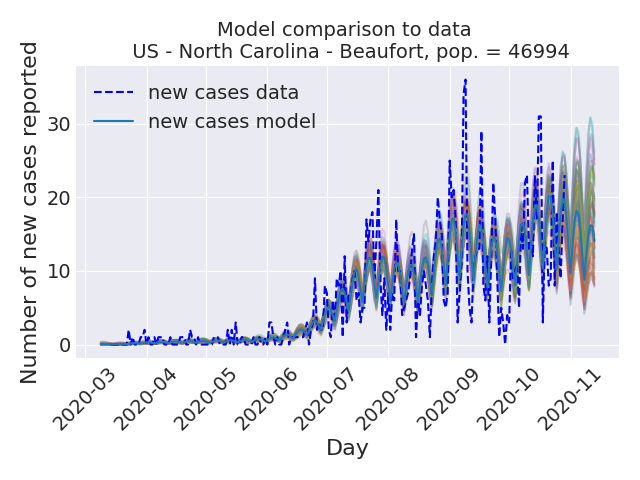 Model comparison to data
US - North Carolina - Beaufort, pop. = 46994
Number of new cases reported
new cases data
new cases model
30
20
10
0
2020-03
2020-04
2020-05
2020-06
2020-07
2020-08
2020-09
2020-10
2020-11
Day